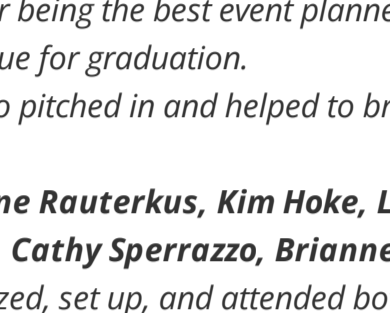 r being the best event planne
ue for graduation.
o pitched in and helped to br
ne Rauterkus, Kim Hoke, L
Cathy Sperrazzo, Brianne
zed, set up, and attended bo